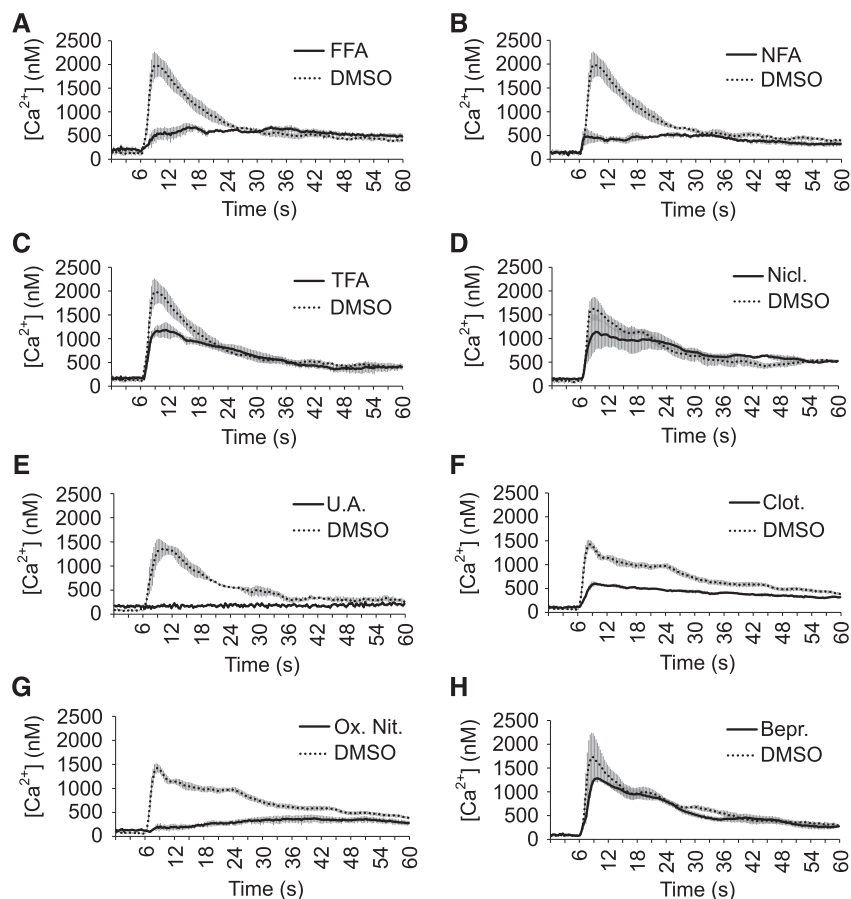 A
[Ca2+] (nM)
2500
2000
1500
1000
500
0
FFA
DMSO
6 12 18 24 30 36 42 48 54 60
Time (s)
B
[Ca2+] (nM)
2500
2000
1500
1000
500
0
NFA
DMSO
6 12 18 24 30 36 42 48 54 60
Time (s)
C
[Ca2+] (nM)
2500
2000
1500
1000
500
0
TFA
DMSO
6 12 18 24 30 36 42 48 54 60
Time (s)
D
[Ca2+] (nM)
2500
2000
1500
1000
500
0
Nicl.
DMSO
6 12 18 24 30 36 42 48 54 60
Time (s)
E
[Ca2+] (nM)
2500
2000
1500
1000
500
0
U.A.
DMSO
6 12 18 24 30 36 42 48 54 60
Time (s)
F
[Ca2+] (nM)
2500
2000
1500
1000
500
0
Clot.
DMSO
6 12 18 24 30 36 42 48 54 60
Time (s)
G
[Ca2+] (nM)
2500
2000
1500
1000
500
0
Ox. Nit.
DMSO
6 12 18 24 30 36 42 48 54 60
Time (s)
H
[Ca2+] (nM)
2500
2000
1500
1000
500
0
Bepr.
DMSO
6 12 18 24 30 36 42 48 54 60
Time (s)